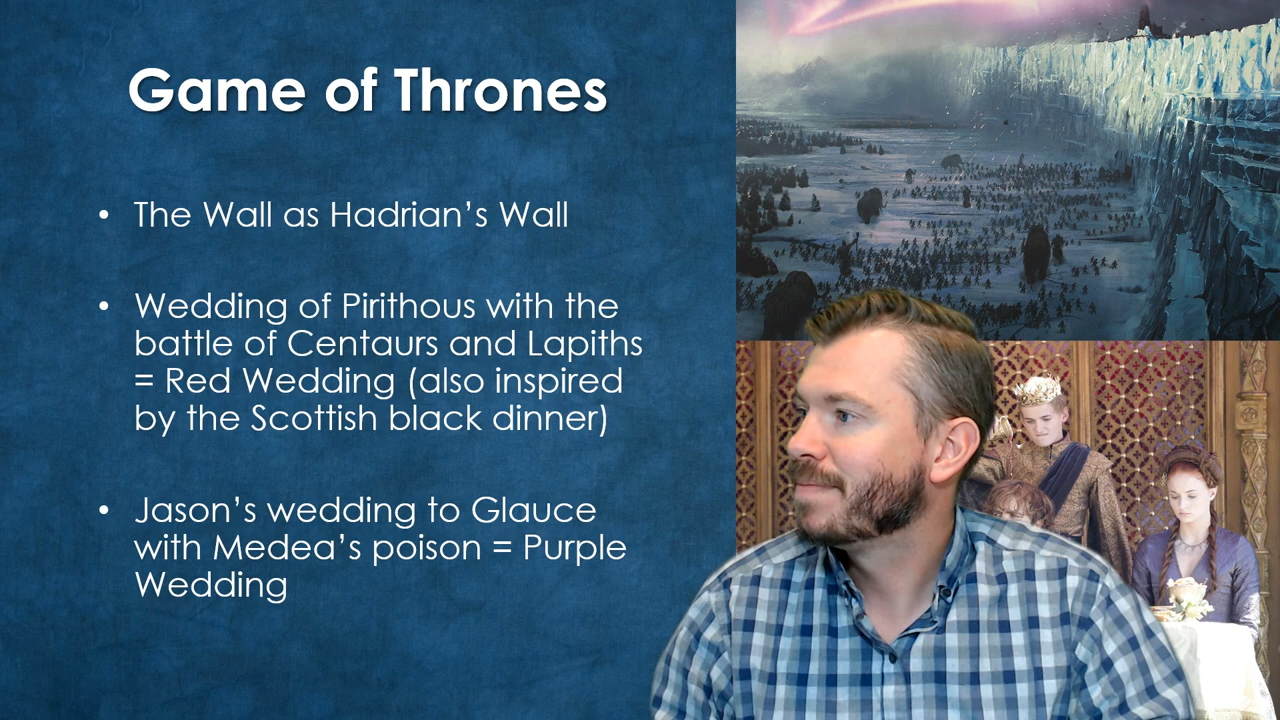 Game of Thrones
• The Wall as Hadrian’s Wall
• Wedding of Pirithous with the
battle of Centaurs and Lapiths
= Red Wedding (also inspired
by the Scottish black dinner)
• Jason’s wedding to Glauce
with Medea’s poison = Purple
Wedding